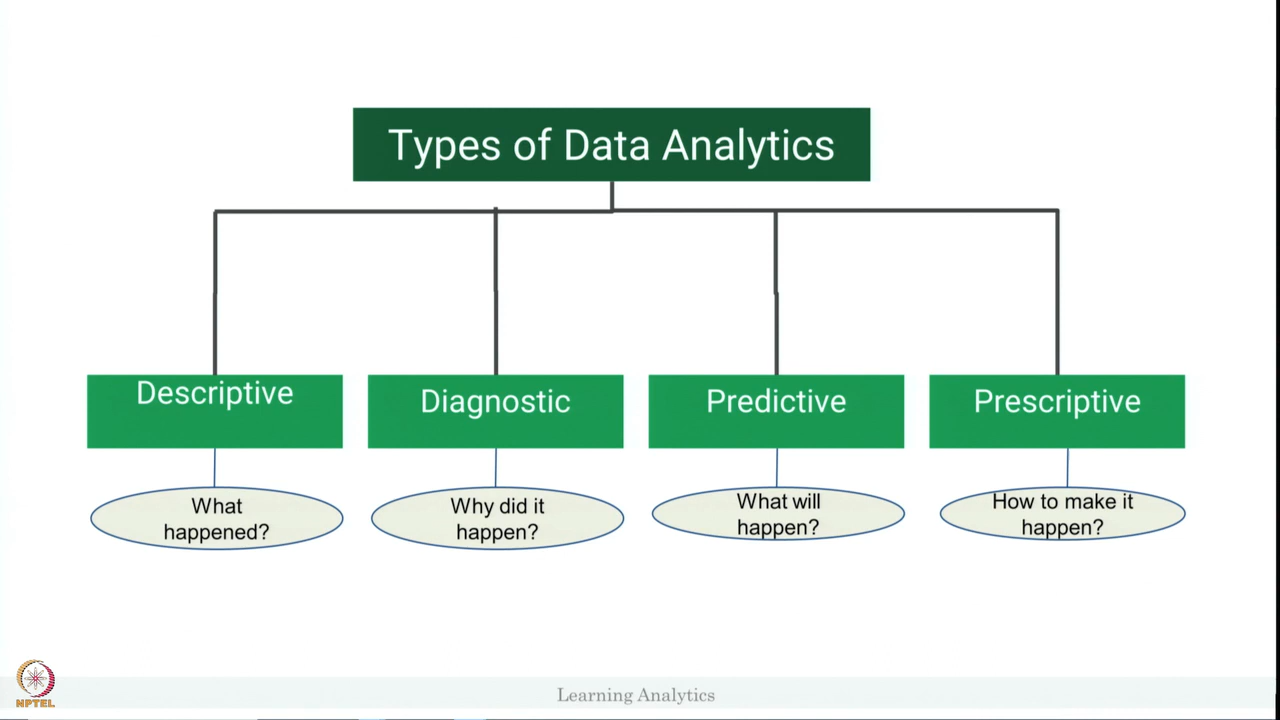 Types of Data Analytics
Descriptive
Diagnostic
Predictive
Prescriptive
What
happened?
Why did it
happen?
What will
happen?
How to make it
happen?
NPTEL
Learning Analytics